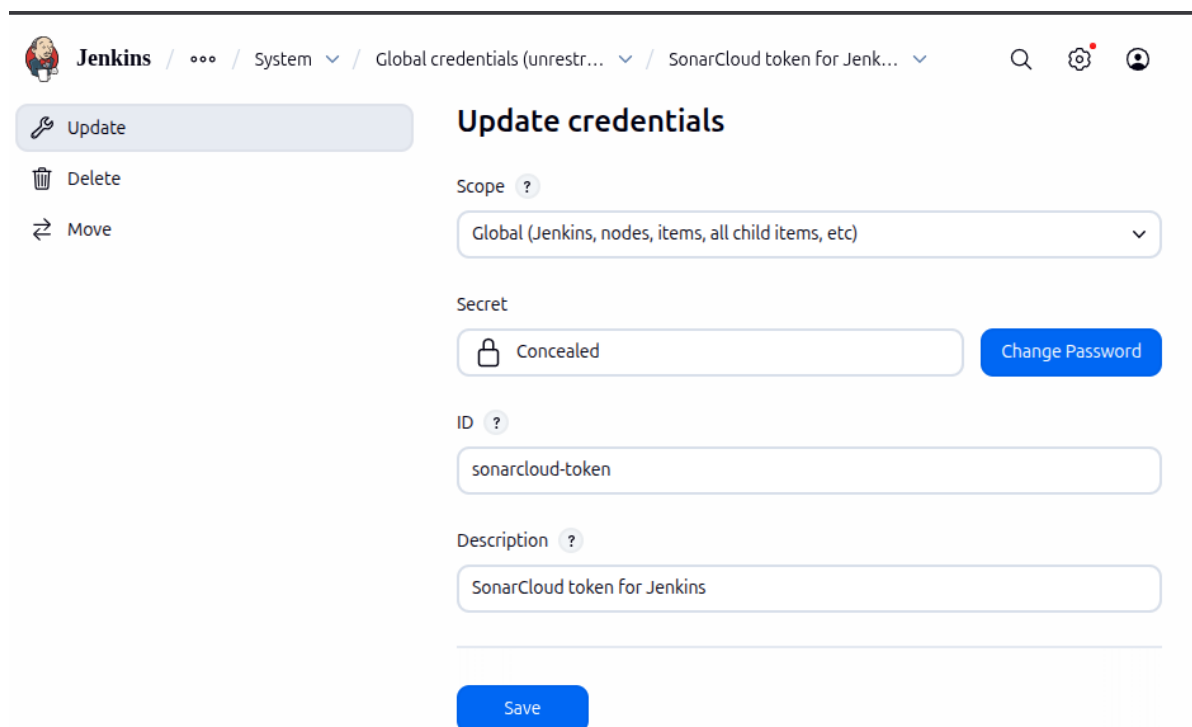 Jenkins / ••• / System / Global credentials (unrestr... / SonarCloud token for Jenk...
Update
Delete
Move
Update credentials
Scope ?
Global (Jenkins, nodes, items, all child items, etc)
Secret
Concealed
Change Password
ID ?
sonarcloud-token
Description ?
SonarCloud token for Jenkins
Save